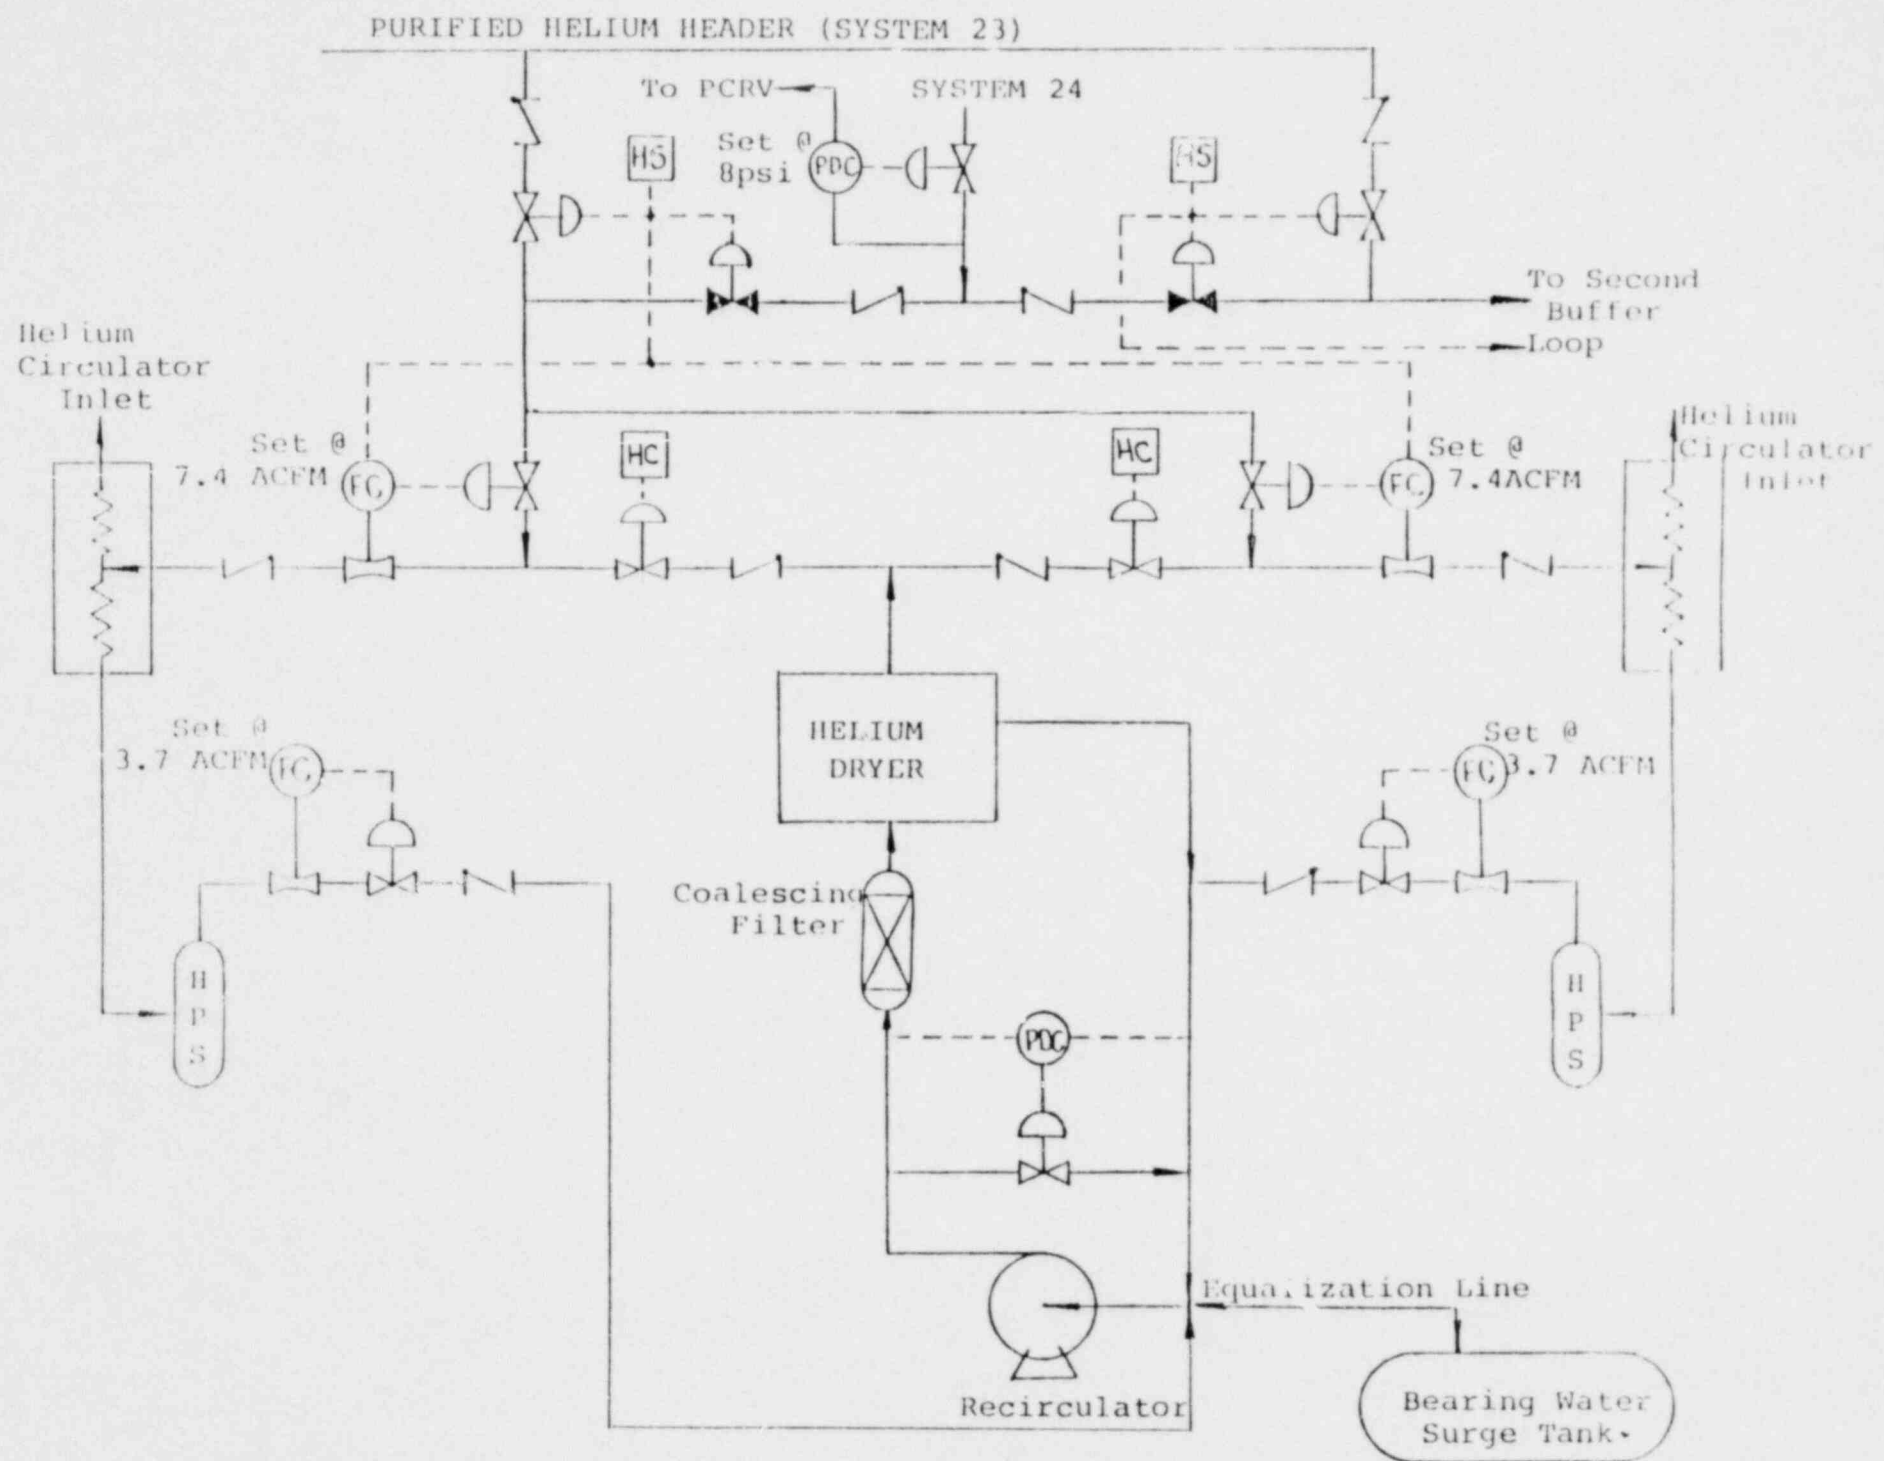 PURIFIED HELIUM HEADER (SYSTEM 23)
To PCRV
SYSTEM 24
Set @
8psi
PDC
HS
HS
To Second
Buffer
Loop
Helium
Circulator
Inlet
Set @
7.4 ACFM
FC
HC
HC
Set @
7.4ACFM
FC
Helium
Circulator
Inlet
HELIUM
DRYER
Set @
3.7 ACFM
FC
Set @
3.7 ACFM
FC
Coalescing
Filter
H
P
S
PDC
H
P
S
Equalization Line
Recirculator
Bearing Water
Surge Tank